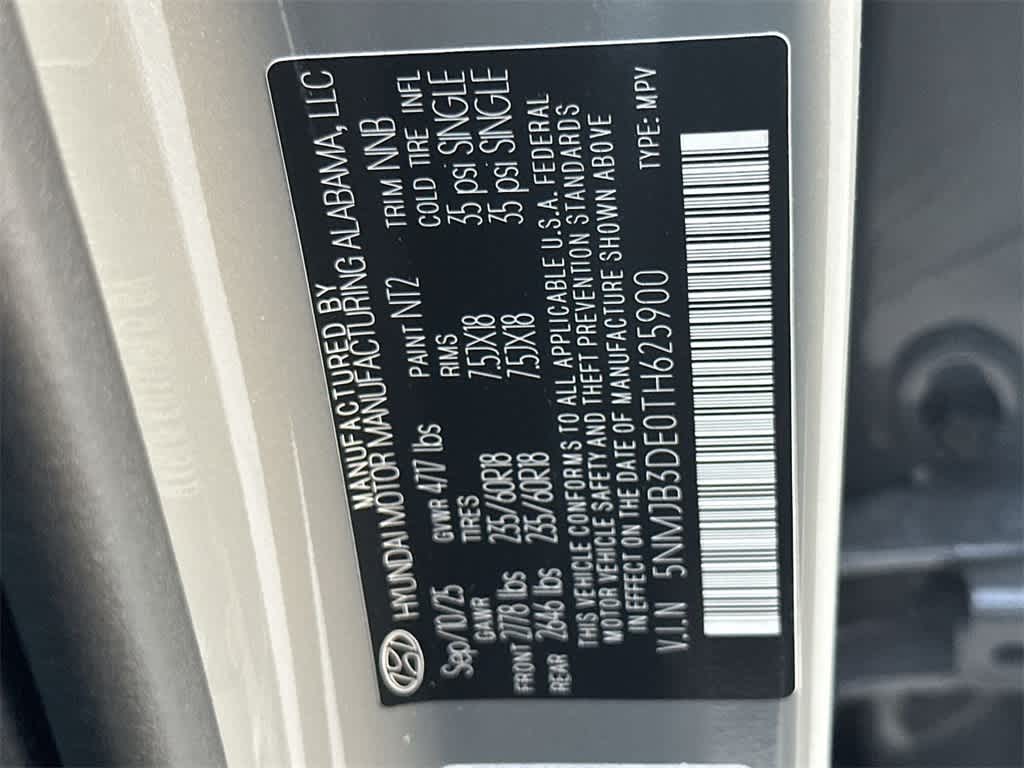 MANUFACTURED BY
HYUNDAI MOTOR MANUFACTURING ALABAMA, LLC
Sep/10/25 GVWR 4717 lbs PAINT NT2 TRIM NNB
GAWR TIRES RIMS COLD TIRE INFL
FRONT 2778 lbs 235/60R18 7.5JX18 35 psi SINGLE
REAR 2646 lbs 235/60R18 7.5JX18 35 psi SINGLE
THIS VEHICLE CONFORMS TO ALL APPLICABLE U.S.A. FEDERAL
MOTOR VEHICLE SAFETY AND THEFT PREVENTION STANDARDS
IN EFFECT ON THE DATE OF MANUFACTURE SHOWN ABOVE
V.I.N 5NMJB3DE0TH625900 TYPE: MPV